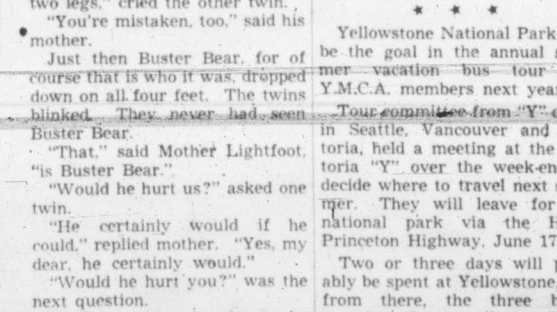 two legs," cried the other twin.
"You're mistaken, too," said his
mother.
Just then Buster Bear, for of
course that is who it was, dropped
down on all four feet. The twins
blinked. They never had seen
Buster Bear.
"That," said Mother Lightfoot,
"is Buster Bear."
"Would he hurt us?" asked one
twin.
"He certainly would if he
could," replied mother. "Yes, my
dear, he certainly would."
"Would he hurt you?" was the
next question.
* * *
Yellowstone National Park
be the goal in the annual
mer vacation bus tour
Y.M.C.A. members next year
Tour committee from "Y"
in Seattle, Vancouver and
toria, held a meeting at the
toria "Y" over the week-en
decide where to travel next
mer. They will leave for
national park via the H
Princeton Highway, June 17
Two or three days will p
ably be spent at Yellowstone,
from there, the three b